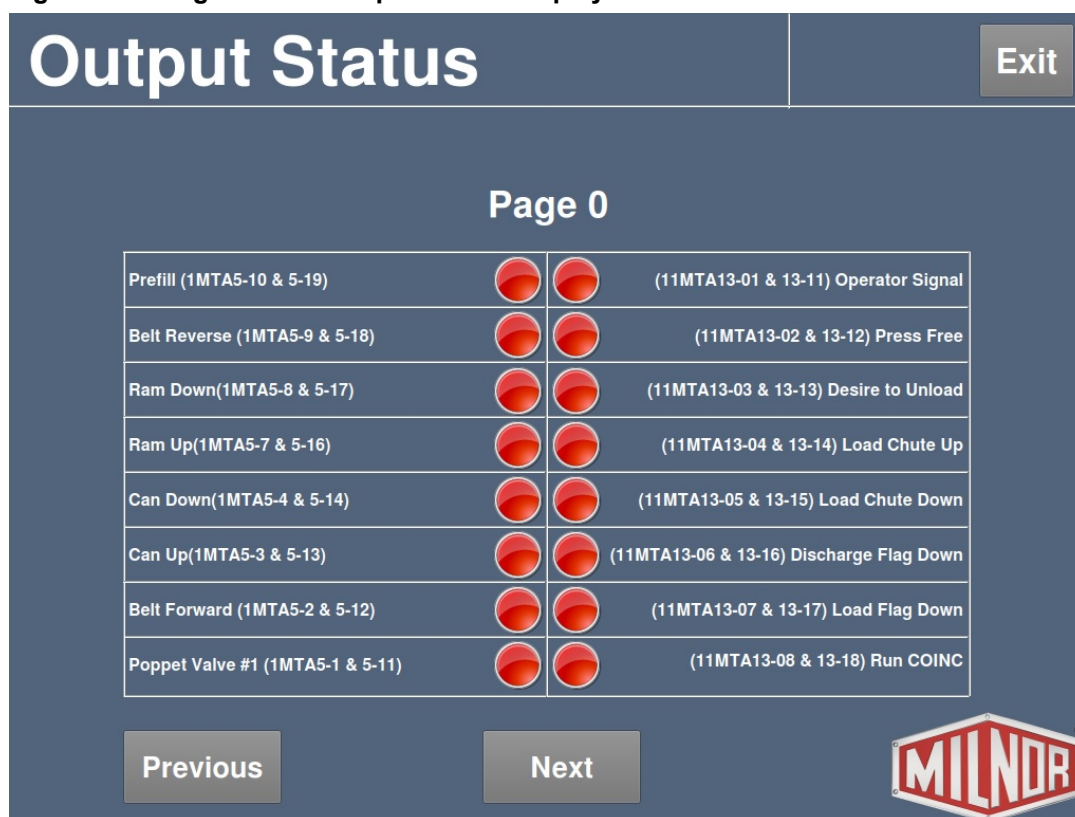 Output Status
Exit
Page 0
Prefill (1MTA5-10 & 5-19)
(11MTA13-01 & 13-11) Operator Signal
Belt Reverse (1MTA5-9 & 5-18)
(11MTA13-02 & 13-12) Press Free
Ram Down(1MTA5-8 & 5-17)
(11MTA13-03 & 13-13) Desire to Unload
Ram Up(1MTA5-7 & 5-16)
(11MTA13-04 & 13-14) Load Chute Up
Can Down(1MTA5-4 & 5-14)
(11MTA13-05 & 13-15) Load Chute Down
Can Up(1MTA5-3 & 5-13)
(11MTA13-06 & 13-16) Discharge Flag Down
Belt Forward (1MTA5-2 & 5-12)
(11MTA13-07 & 13-17) Load Flag Down
Poppet Valve #1 (1MTA5-1 & 5-11)
(11MTA13-08 & 13-18) Run COINC
Previous
Next
MILNOR